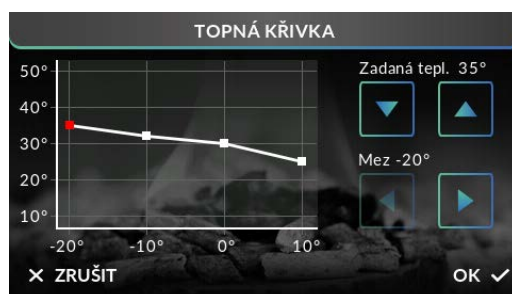 TOPNÁ KŘIVKA
50°
40°
30°
20°
10°
-20° -10° 0° 10°
Zadaná tepl. 35°
Mez -20°
× ZRUŠIT
OK ✓